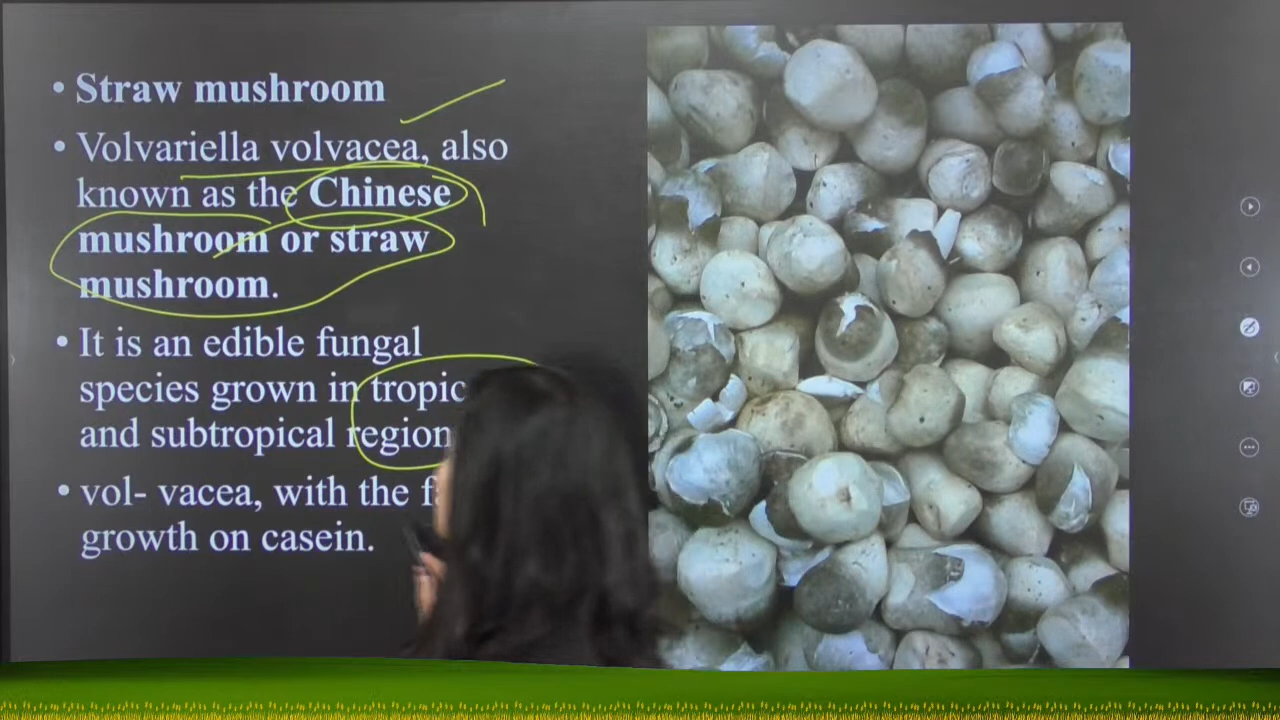 • Straw mushroom
• Volvariella volvacea, also
known as the Chinese
mushroom or straw
mushroom.
• It is an edible fungal
species grown in tropic
and subtropical region
• vol- vacea, with the
growth on casein.